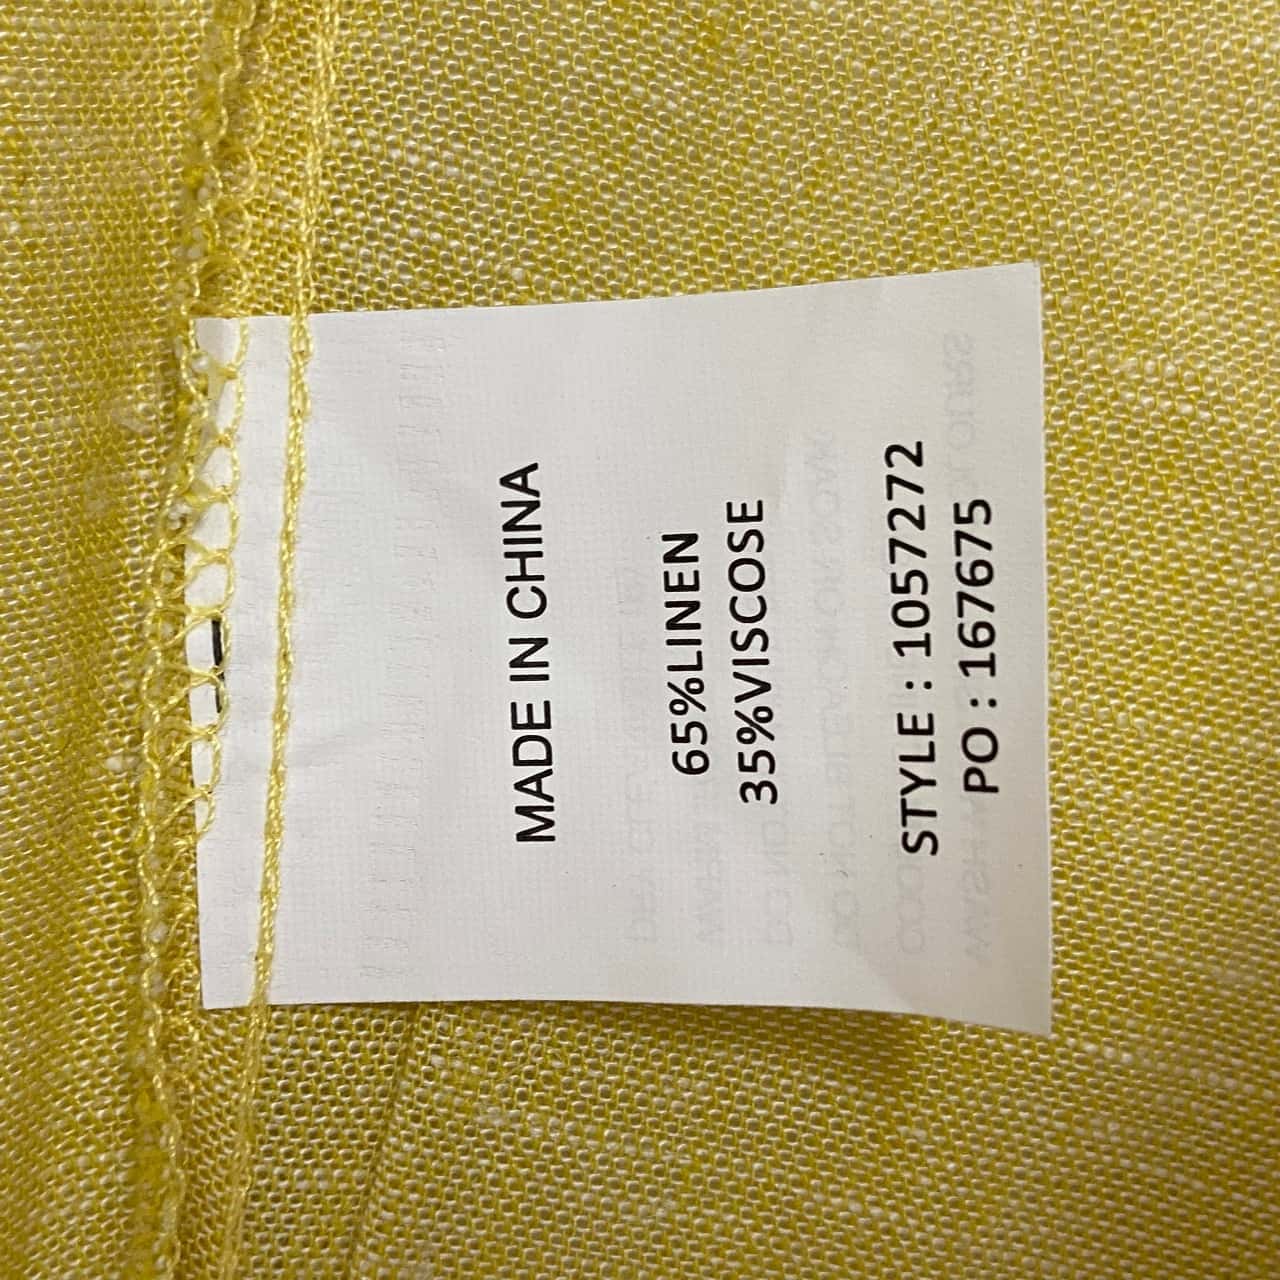 MADE IN CHINA
65%LINEN
35%VISCOSE
STYLE : 1057272
PO : 167675